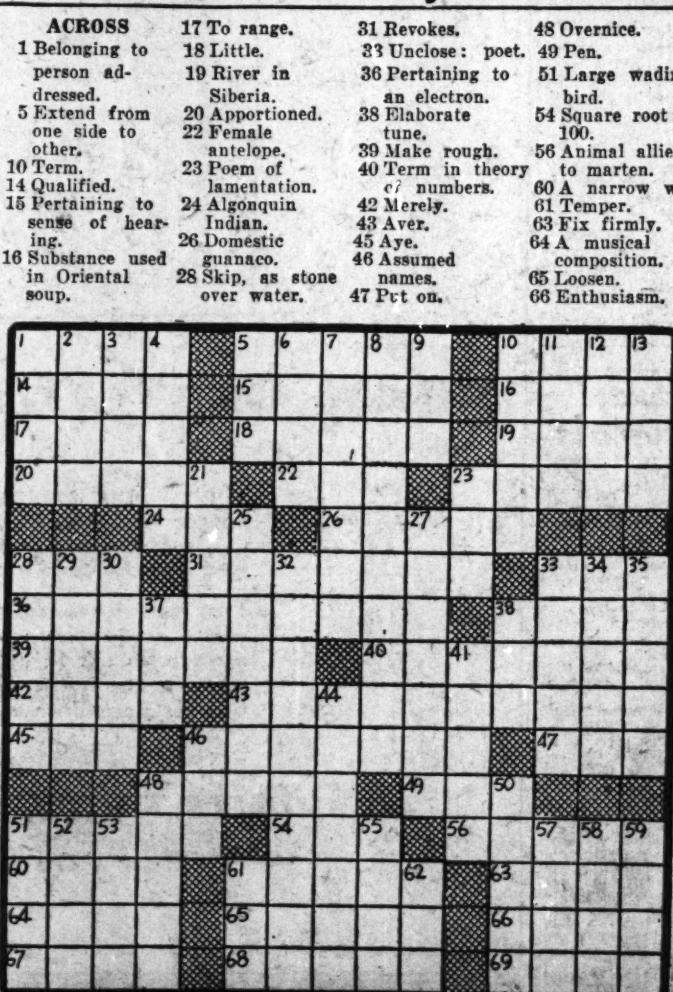 ACROSS
1 Belonging to
person ad-
dressed.
5 Extend from
one side to
other.
10 Term.
14 Qualified.
15 Pertaining to
sense of hear-
ing.
16 Substance used
in Oriental
soup.
17 To range.
18 Little.
19 River in
Siberia.
20 Apportioned.
22 Female
antelope.
23 Poem of
lamentation.
24 Algonquin
Indian.
26 Domestic
guanaco.
28 Skip, as stone
over water.
31 Revokes.
33 Unclose: poet.
36 Pertaining to
an electron.
38 Elaborate
tune.
39 Make rough.
40 Term in theory
of numbers.
42 Merely.
43 Aver.
45 Aye.
46 Assumed
names.
47 Put on.
48 Overnice.
49 Pen.
51 Large wadi
bird.
54 Square root
100.
56 Animal allie
to marten.
60 A narrow w
61 Temper.
63 Fix firmly.
64 A musical
composition.
65 Loosen.
66 Enthusiasm.
1 2 3 4 5 6 7 8 9 10 11 12 13
14 15 16
17 18 19
20 21 22 23
24 25 26 27
28 29 30 31 32 33 34 35
36 37 38
39 40 41
42 43 44
45 46 47
48 49 50
51 52 53 54 55 56 57 58 59
60 61 62 63
64 65 66
67 68 69